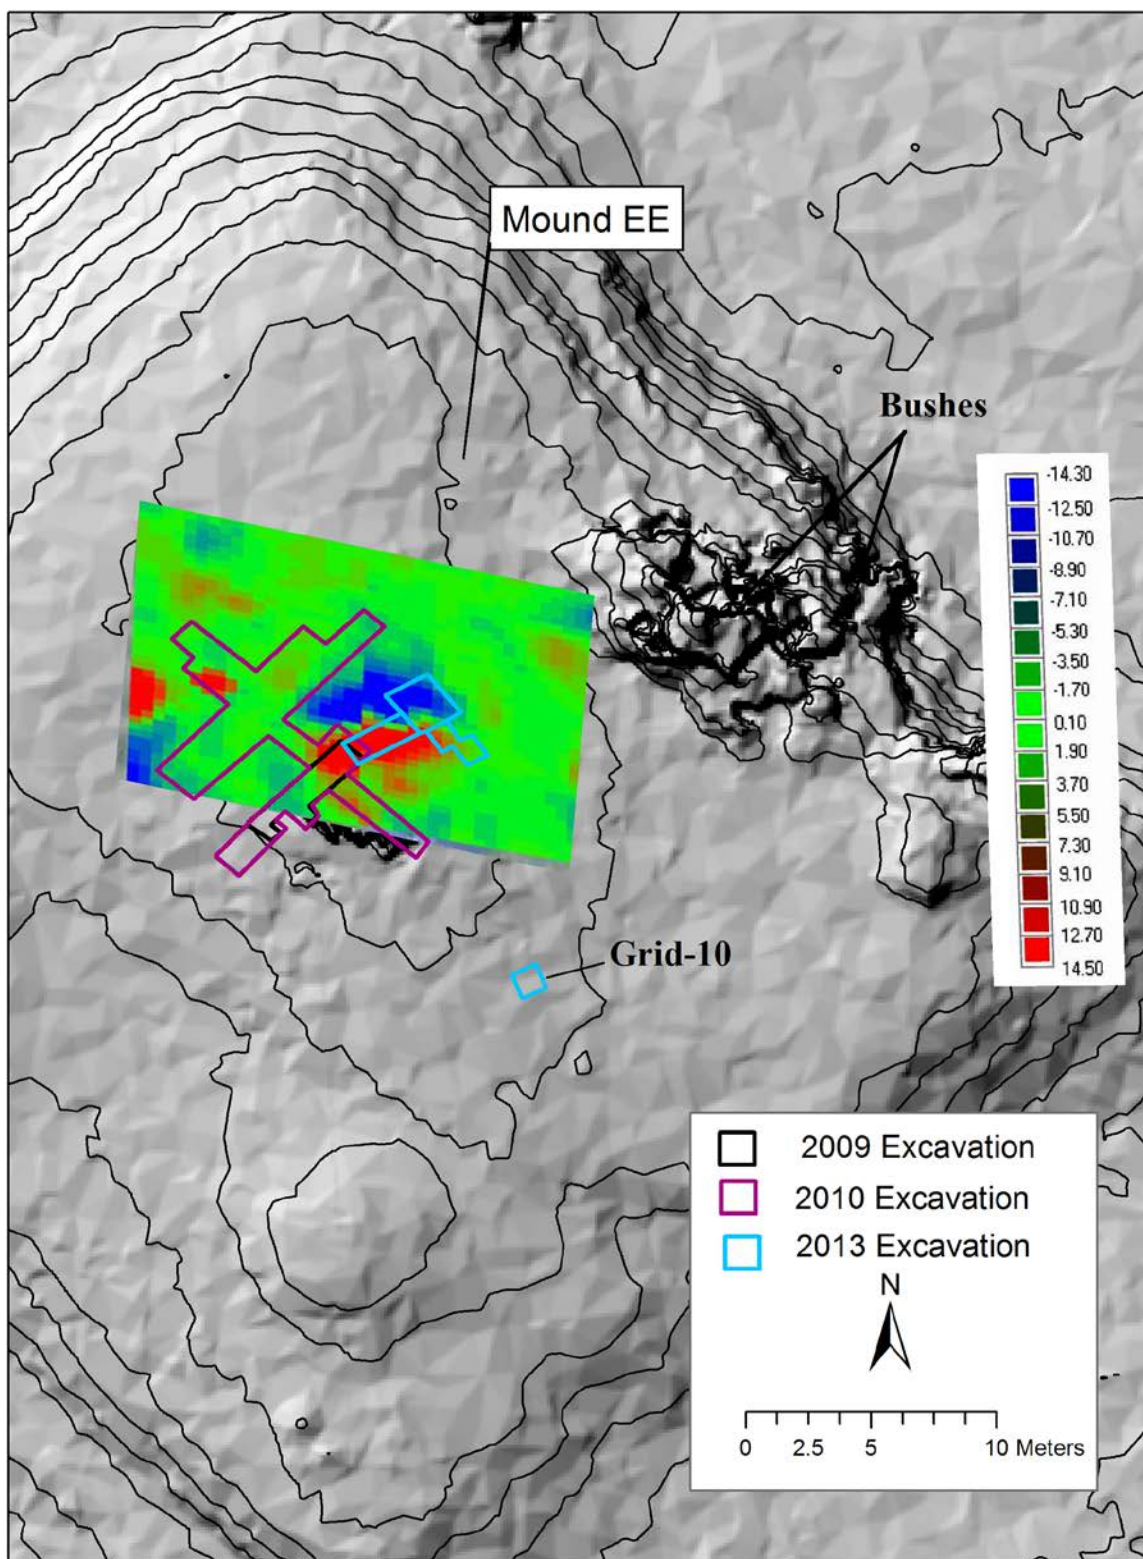 Mound EE
Bushes
-14.30
-12.50
-10.70
-8.90
-7.10
-5.30
-3.50
-1.70
0.10
1.90
3.70
5.50
7.30
9.10
10.90
12.70
14.50
Grid-10
2009 Excavation
2010 Excavation
2013 Excavation
N
0 2.5 5 10 Meters